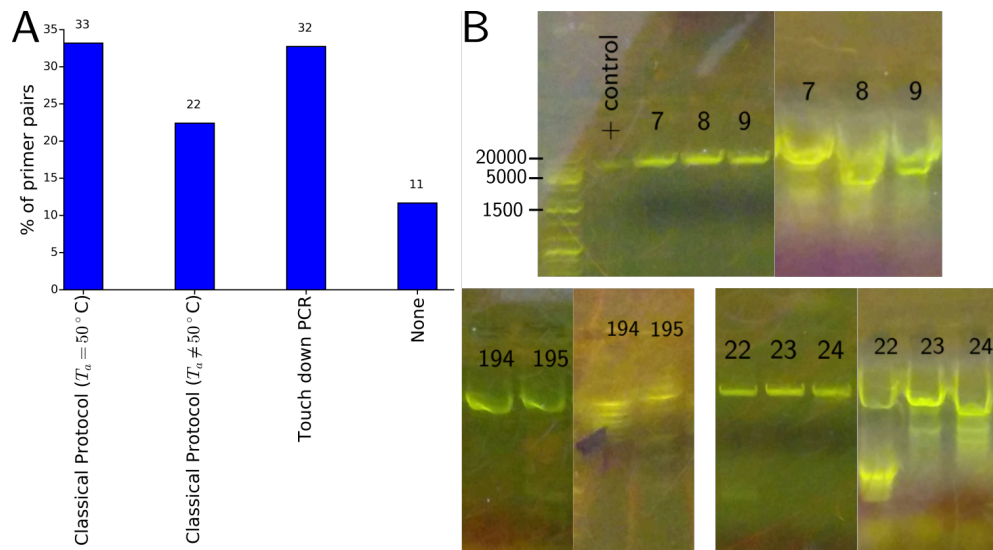 A
% of primer pairs
35
30
25
20
15
10
5
0
33
22
32
11
Classical Protocol (T_a = 50°C)
Classical Protocol (T_a ≠ 50°C)
Touch down PCR
None
B
+ control
7 8 9
7 8 9
20000
5000
1500
194 195
194 195
22 23 24
22 23 24